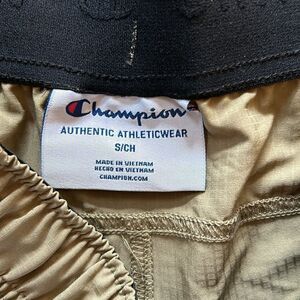 Champion
AUTHENTIC ATHLETICWEAR
S/CH
MADE IN VIETNAM
HECHO EN VIETNAM
CHAMPION.COM